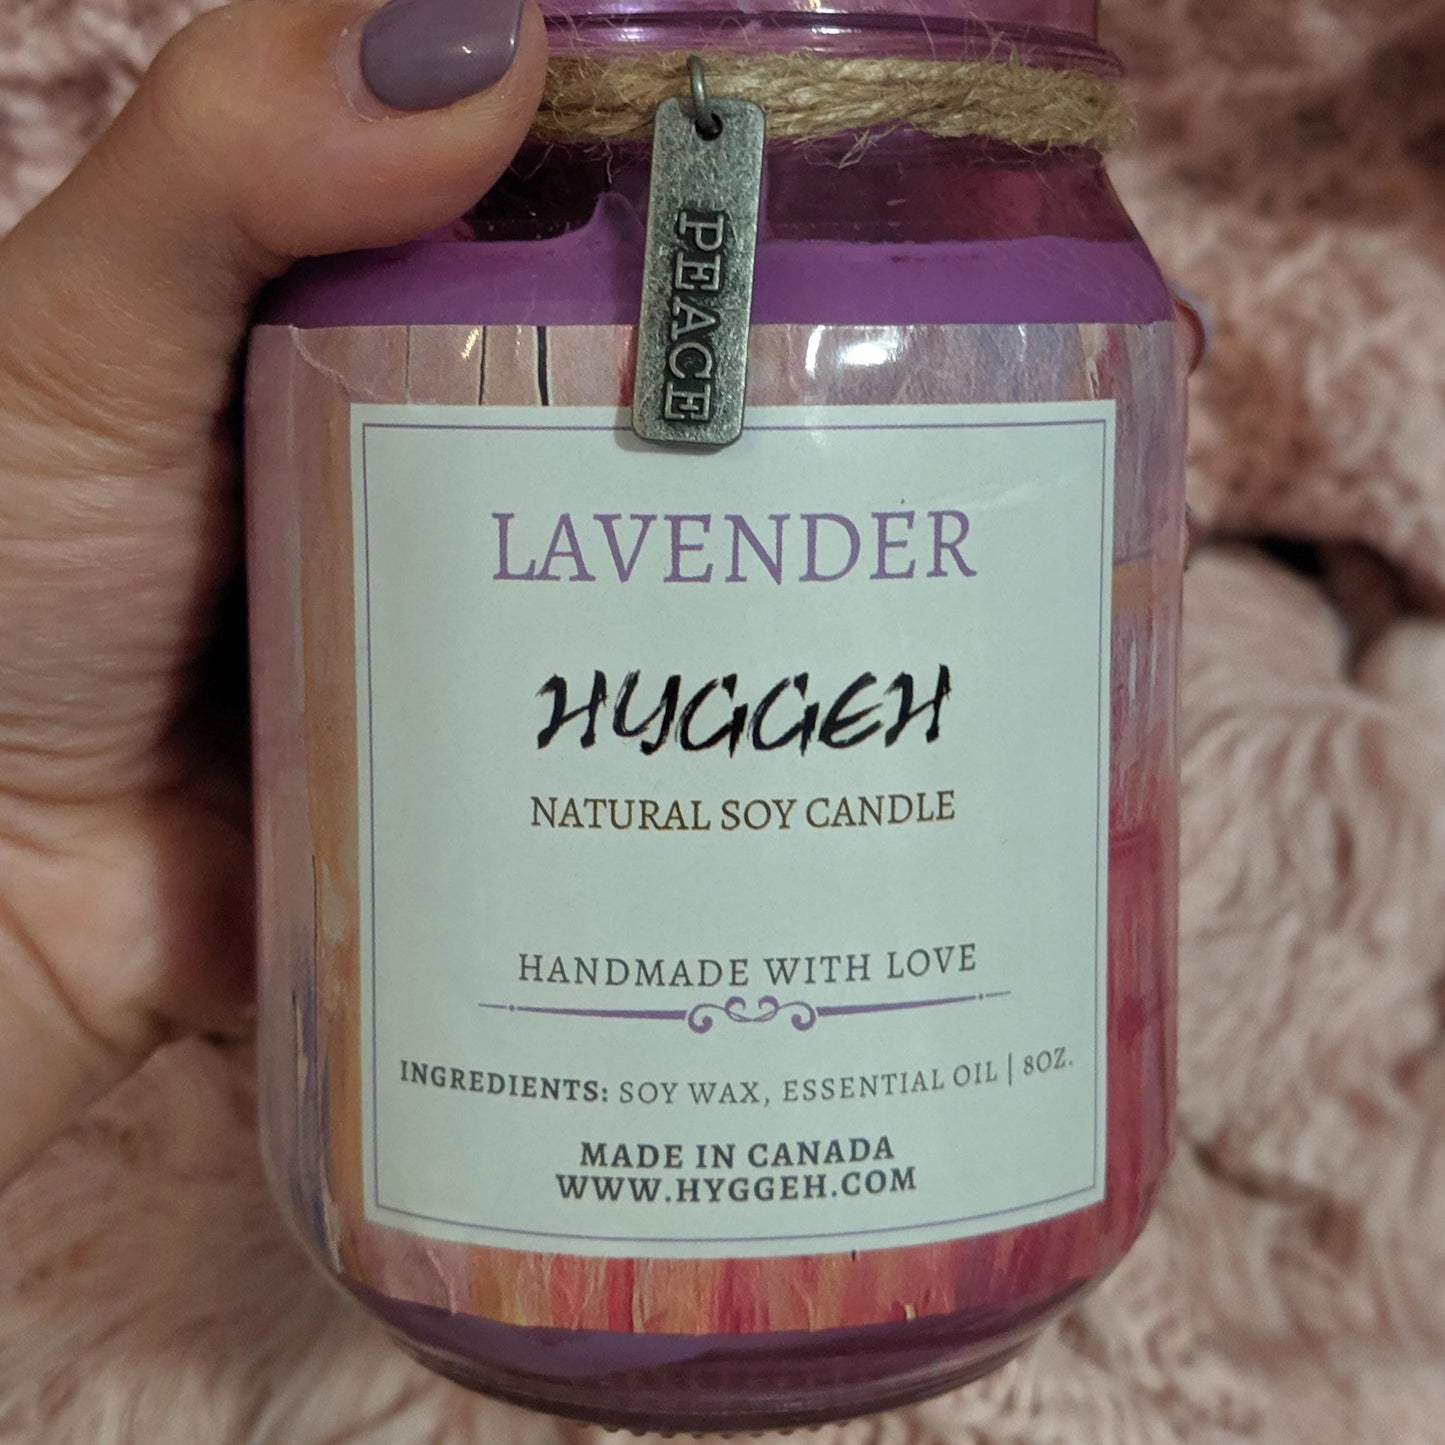 PEACE
LAVENDER
HYGGEH
NATURAL SOY CANDLE
HANDMADE WITH LOVE
INGREDIENTS: SOY WAX, ESSENTIAL OIL | 8OZ.
MADE IN CANADA
WWW.HYGGEH.COM